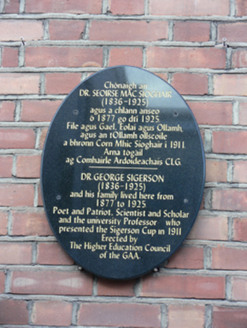 Chónaigh an
DR. SEOIRSE MAC SIOGHAIR
(1836-1925)
agus a chlann anseo
ó 1877 go dtí 1925.
File agus Gael, Eolaí agus Ollamh,
agus an tOllamh ollscoile
a bhronn Corn Mhic Sioghair i 1911.
Arna tógáil
ag Comhairle Ardoideachais CLG.
DR GEORGE SIGERSON
(1836-1925)
and his family lived here from
1877 to 1925
Poet and Patriot, Scientist and Scholar
and the university Professor who
presented the Sigerson Cup in 1911
Erected by
The Higher Education Council
of the GAA.